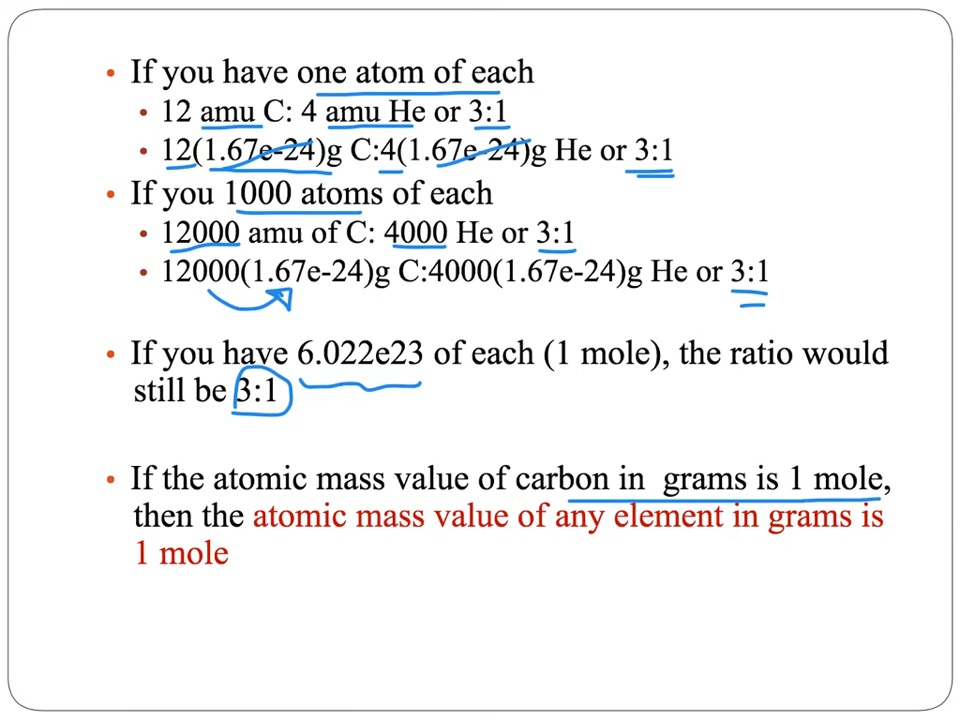 • If you have one atom of each
• 12 amu C: 4 amu He or 3:1
• 12(1.67e-24)g C:4(1.67e-24)g He or 3:1
• If you 1000 atoms of each
• 12000 amu of C: 4000 He or 3:1
• 12000(1.67e-24)g C:4000(1.67e-24)g He or 3:1
• If you have 6.022e23 of each (1 mole), the ratio would
still be 3:1
• If the atomic mass value of carbon in grams is 1 mole,
then the atomic mass value of any element in grams is
1 mole